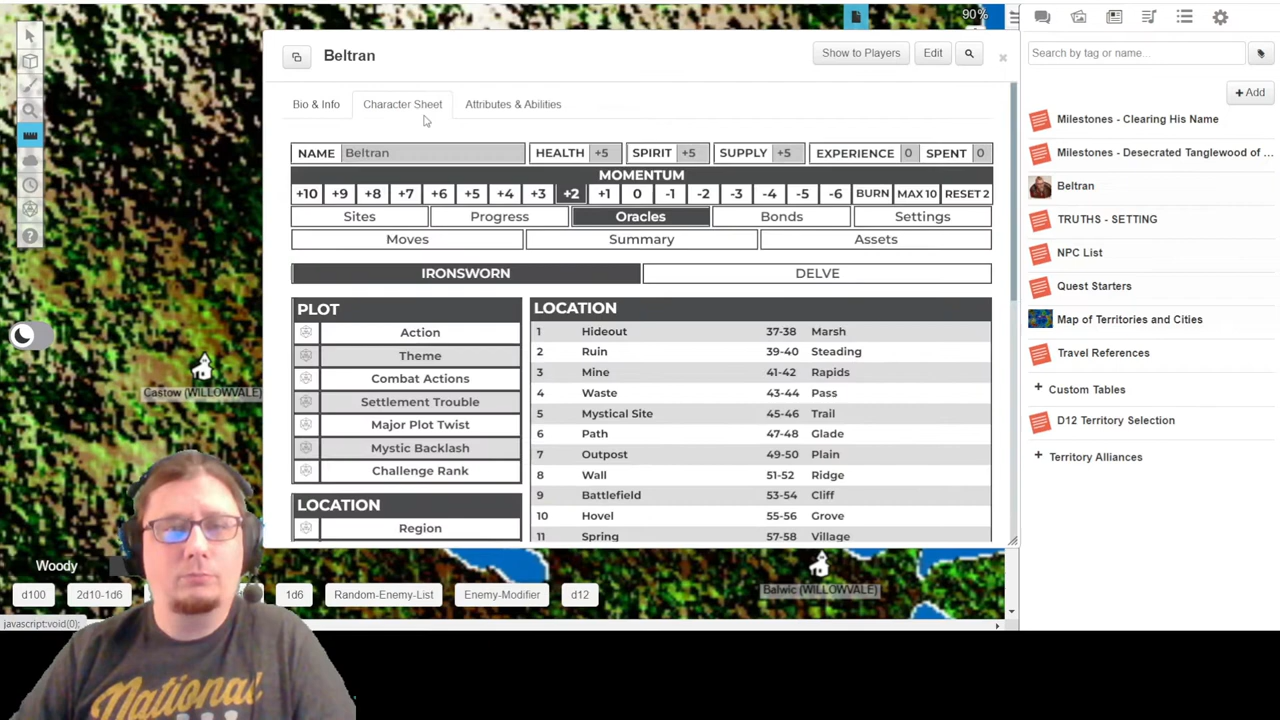 90%
Beltran
Show to Players
Edit
Bio & Info
Character Sheet
Attributes & Abilities
NAME Beltran
HEALTH +5
SPIRIT +5
SUPPLY +5
EXPERIENCE 0 SPENT 0
MOMENTUM
+10 +9 +8 +7 +6 +5 +4 +3 +2 +1 0 -1 -2 -3 -4 -5 -6 BURN MAX 10 RESET 2
Sites Progress Oracles Bonds Settings
Moves Summary Assets
IRONSWORN DELVE
PLOT
Action
Theme
Combat Actions
Settlement Trouble
Major Plot Twist
Mystic Backlash
Challenge Rank
LOCATION
Region
LOCATION
1 Hideout 37-38 Marsh
2 Ruin 39-40 Steading
3 Mine 41-42 Rapids
4 Waste 43-44 Pass
5 Mystical Site 45-46 Trail
6 Path 47-48 Glade
7 Outpost 49-50 Plain
8 Wall 51-52 Ridge
9 Battlefield 53-54 Cliff
10 Hovel 55-56 Grove
11 Spring 57-58 Village
Search by tag or name...
+ Add
Milestones - Clearing His Name
Milestones - Desecrated Tanglewood of ...
Beltran
TRUTHS - SETTING
NPC List
Quest Starters
Map of Territories and Cities
Travel References
+ Custom Tables
D12 Territory Selection
+ Territory Alliances
Castow (WILLOWVALE)
Balwic (WILLOWVALE)
Woody
d100
2d10-1d6
1d6
Random-Enemy-List
Enemy-Modifier
d12
javascript:void(0);
National